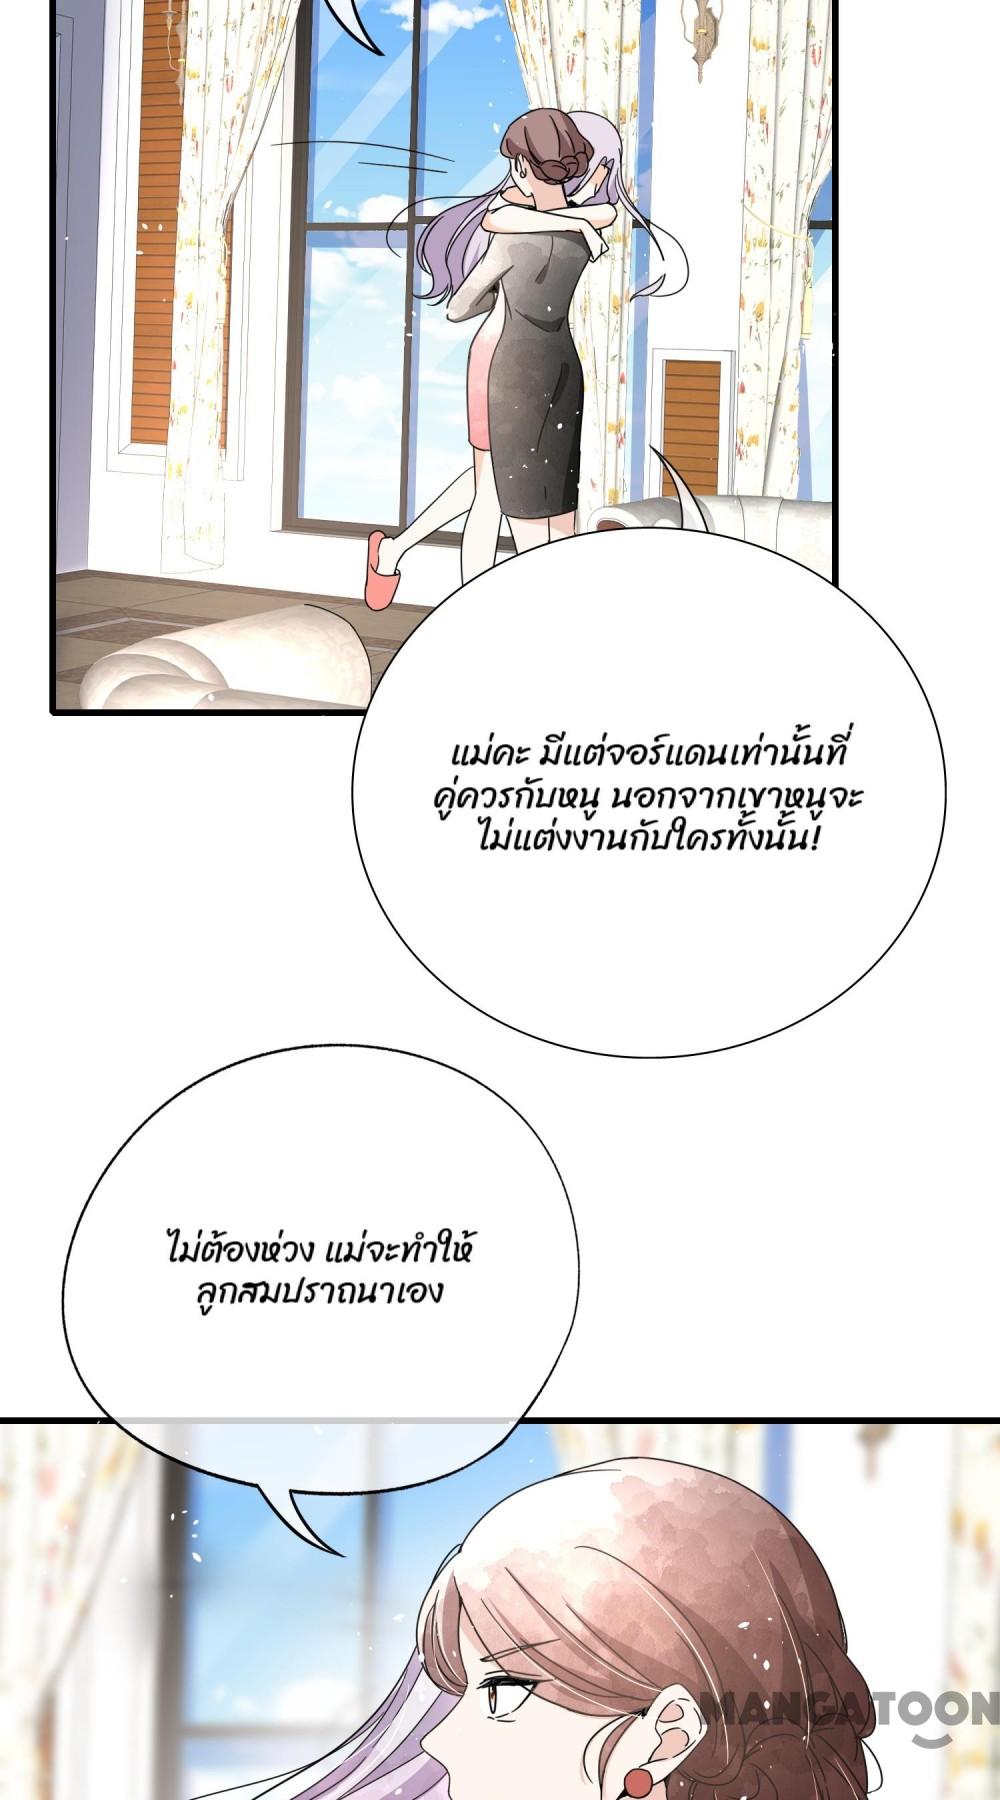 แม่คะ มีแต่จอร์แดนเท่านั้นที่
คู่ควรกับหนู นอกจากเขาหนูจะ
ไม่แต่งงานกับใครทั้งนั้น!
ไม่ต้องห่วง แม่จะทำให้
ลูกสมปราถนาเอง
MANGATOON